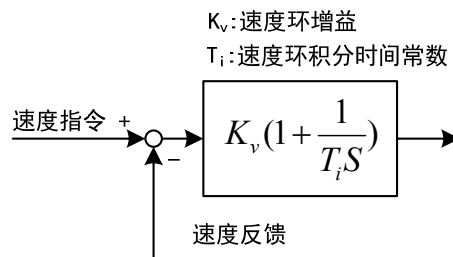 Kᵥ:速度环增益
Tᵢ:速度环积分时间常数
速度指令 +
Kᵥ(1+1/(TᵢS))
−
速度反馈